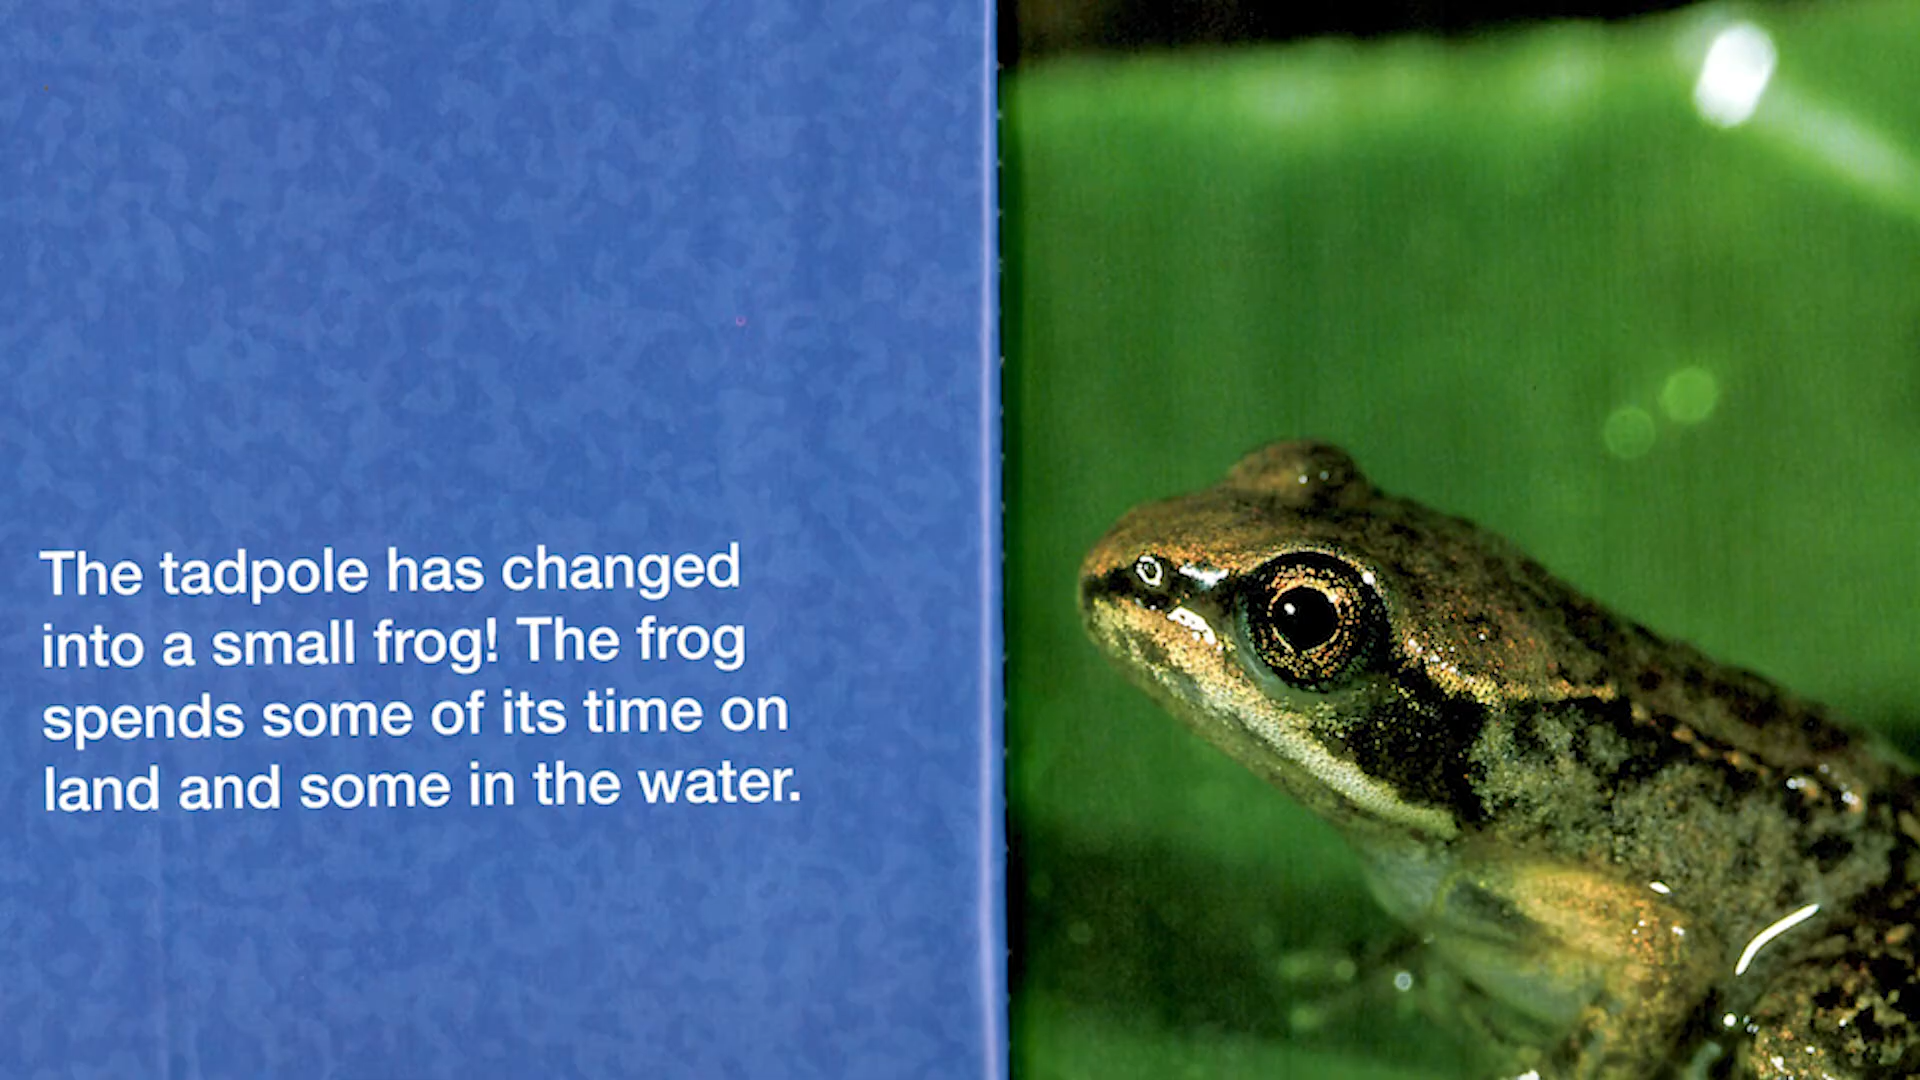 The tadpole has changed
into a small frog! The frog
spends some of its time on
land and some in the water.